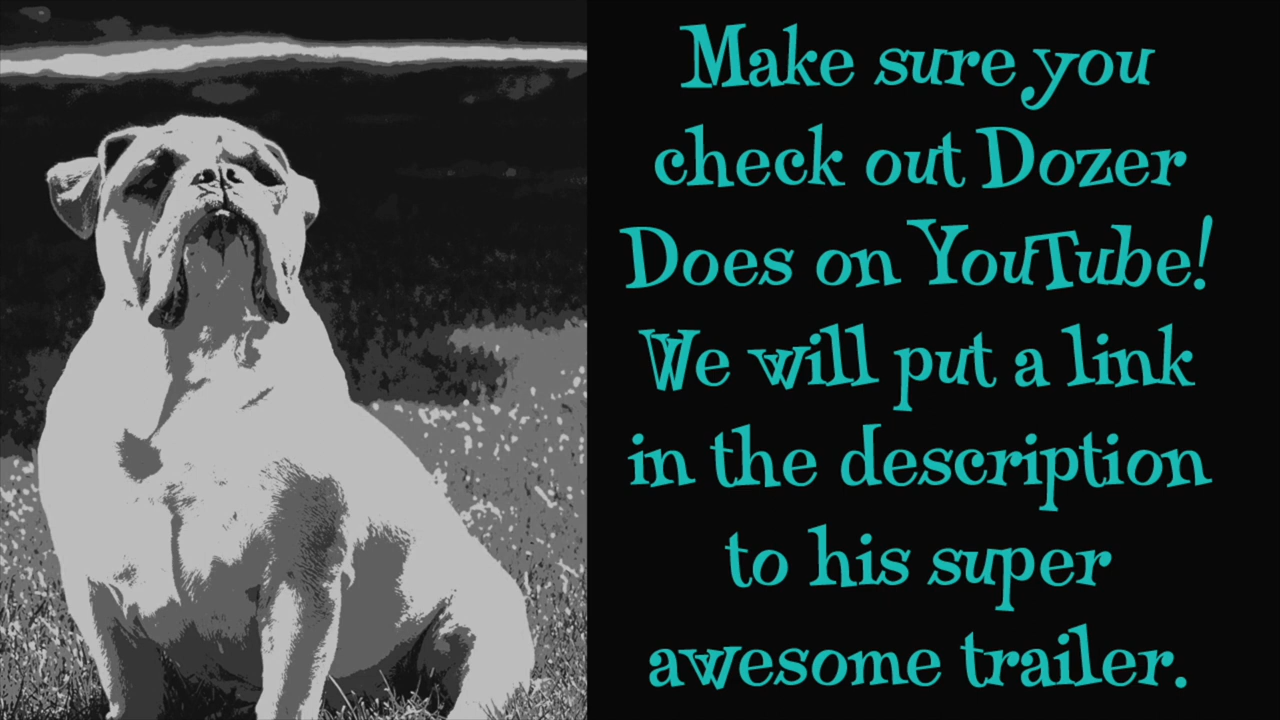 Make sure you
check out Dozer
Does on YouTube!
We will put a link
in the description
to his super
awesome trailer.